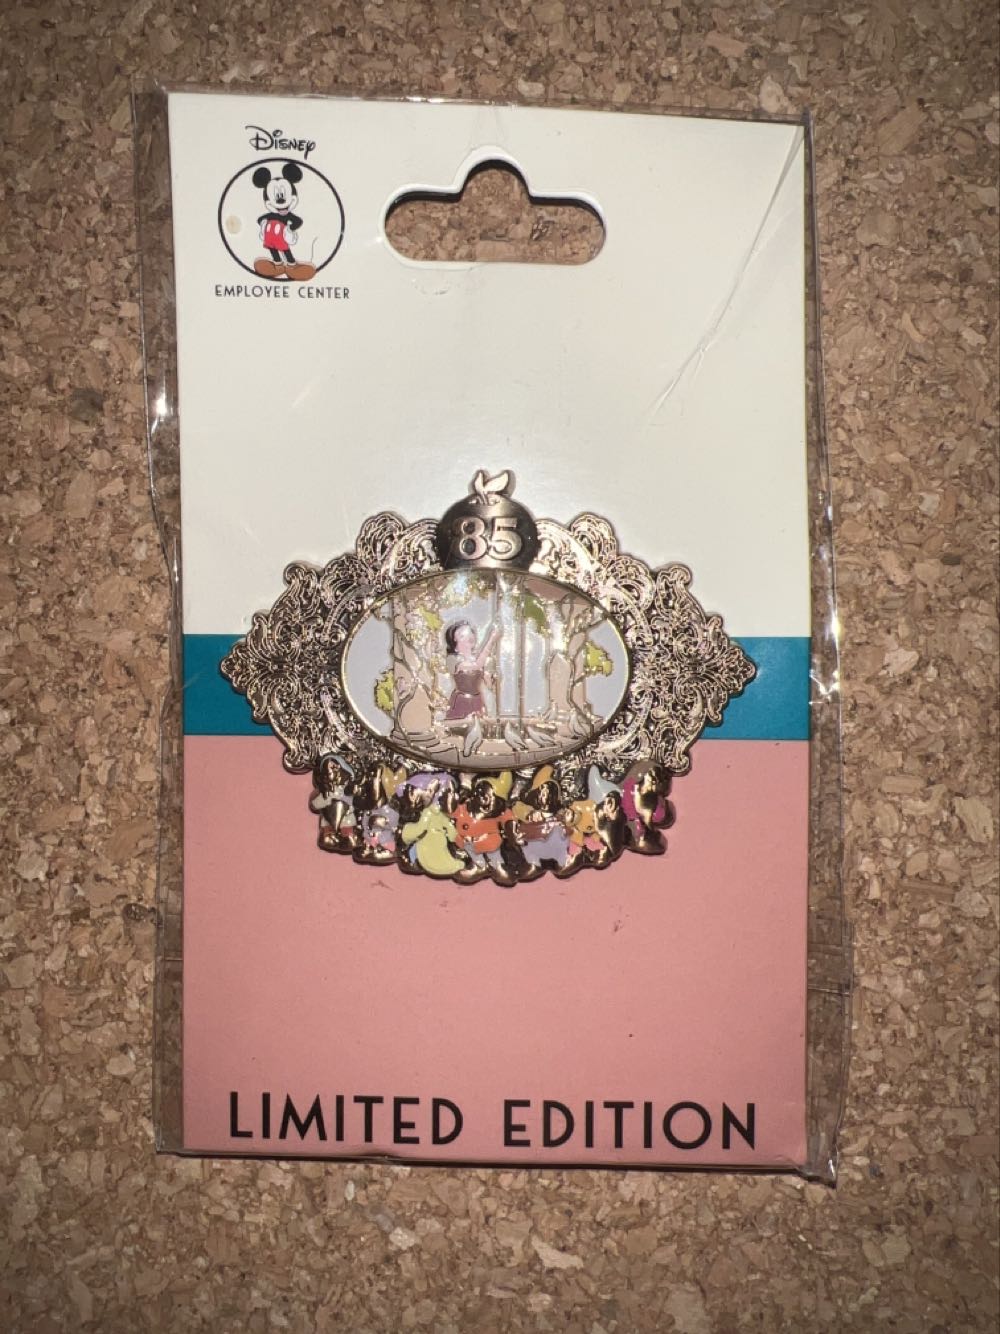 Disney
EMPLOYEE CENTER
85
LIMITED EDITION